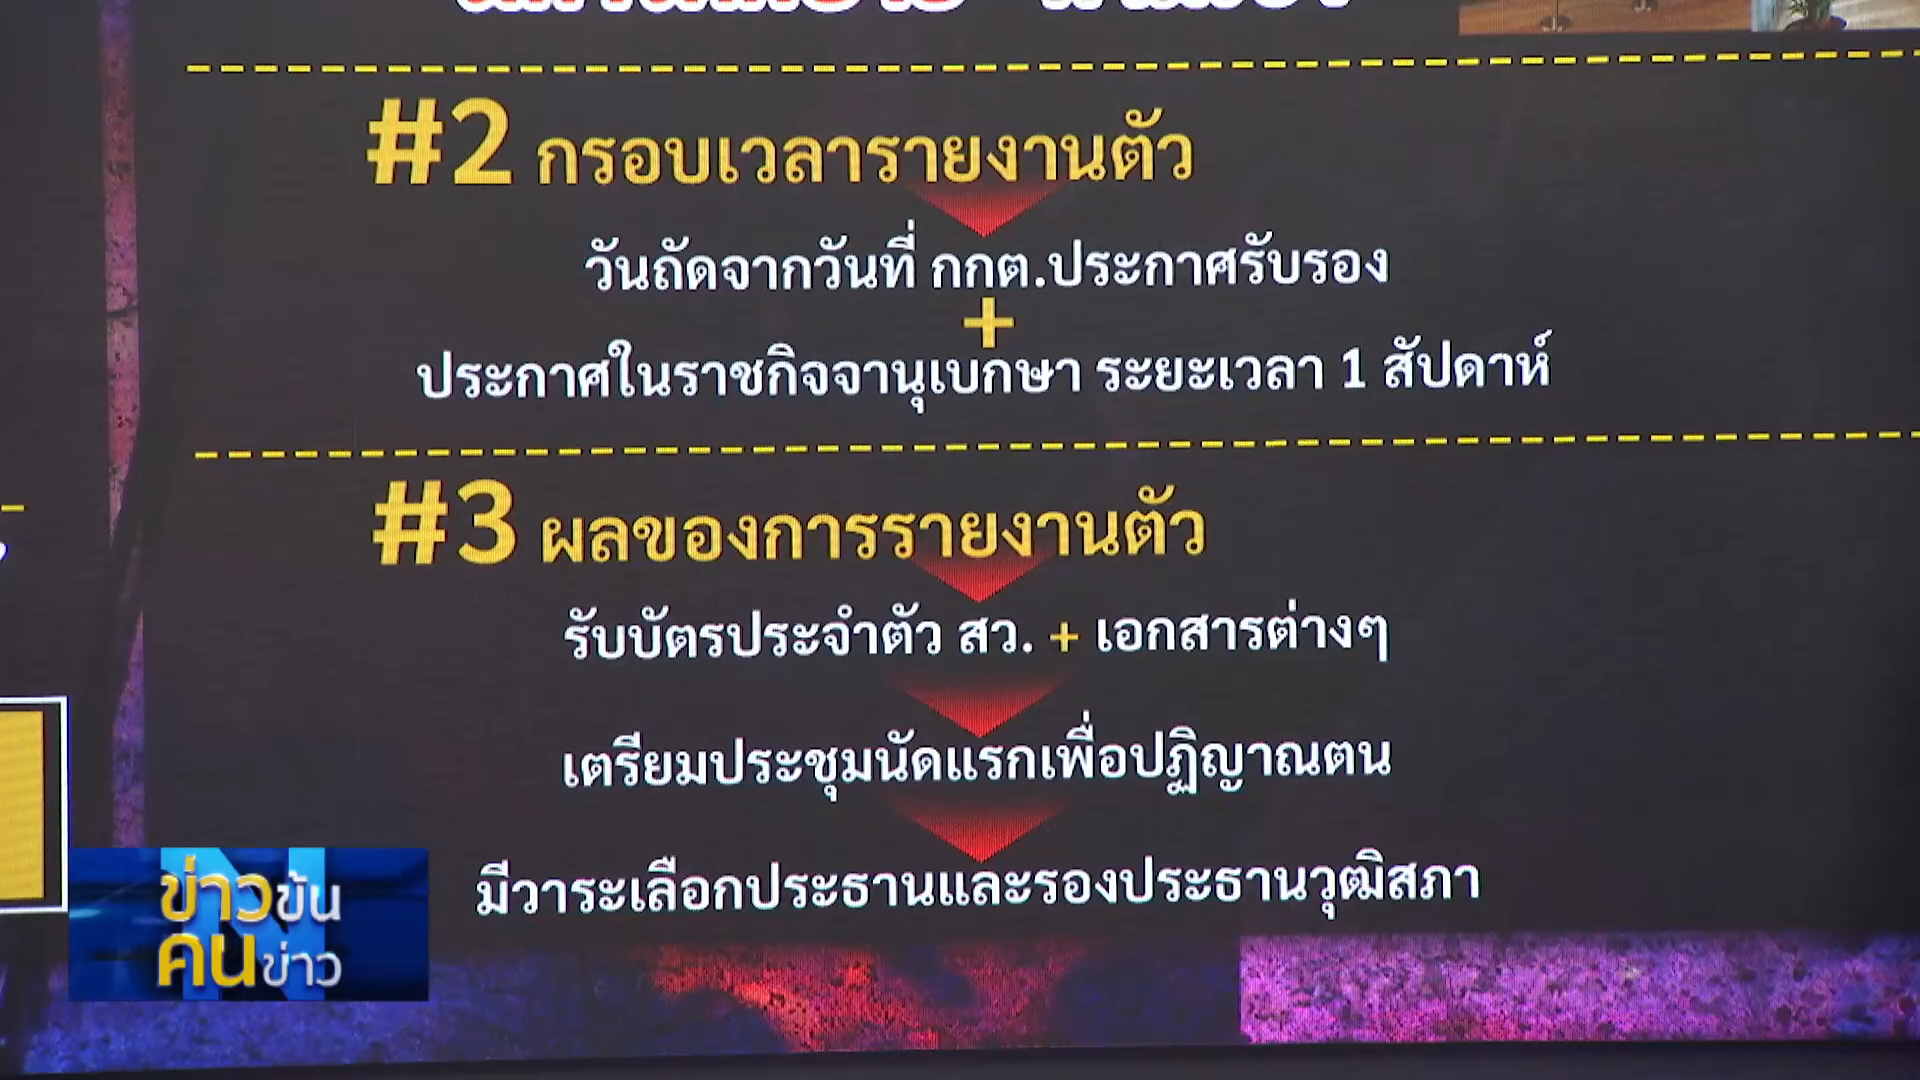 #2 กรอบเวลารายงานตัว
วันถัดจากวันที่ กกต.ประกาศรับรอง
+
ประกาศในราชกิจจานุเบกษา ระยะเวลา 1 สัปดาห์
#3 ผลของการรายงานตัว
รับบัตรประจำตัว สว. + เอกสารต่างๆ
เตรียมประชุมนัดแรกเพื่อปฏิญาณตน
มีวาระเลือกประธานและรองประธานวุฒิสภา
ข่าวข้น
คนข่าว